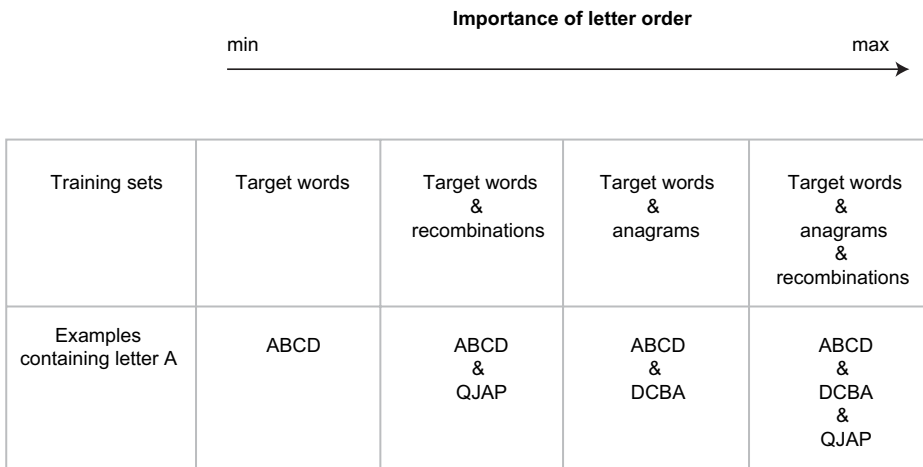 Importance of letter order
min max
Training sets
Target words
Target words
&
recombinations
Target words
&
anagrams
Target words
&
anagrams
&
recombinations
Examples
containing letter A
ABCD
ABCD
&
QJAP
ABCD
&
DCBA
ABCD
&
DCBA
&
QJAP